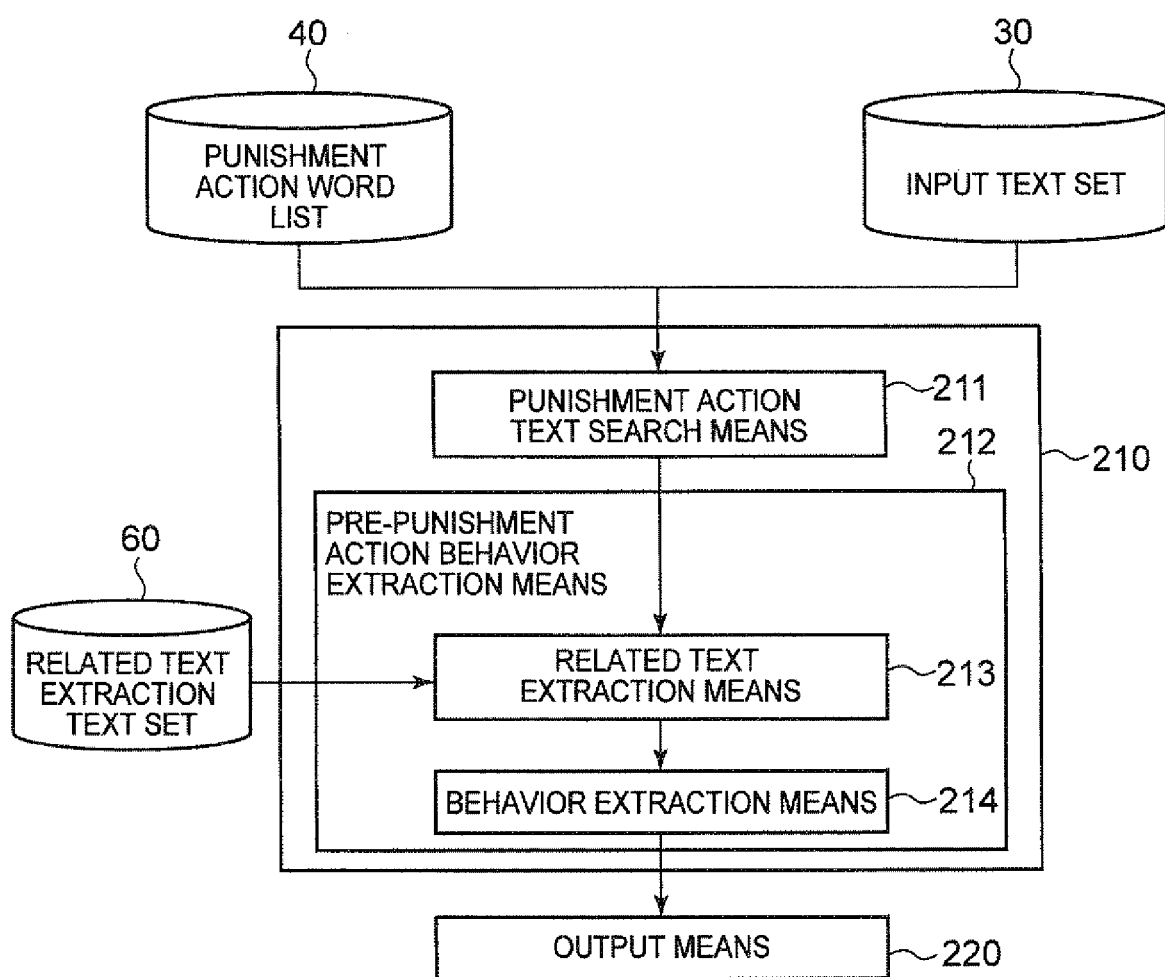 40
30
PUNISHMENT
ACTION WORD
LIST
INPUT TEXT SET
PUNISHMENT ACTION
TEXT SEARCH MEANS
211
212
210
PRE-PUNISHMENT
ACTION BEHAVIOR
EXTRACTION MEANS
60
RELATED TEXT
EXTRACTION
TEXT SET
RELATED TEXT
EXTRACTION MEANS
213
BEHAVIOR EXTRACTION MEANS
214
OUTPUT MEANS
220